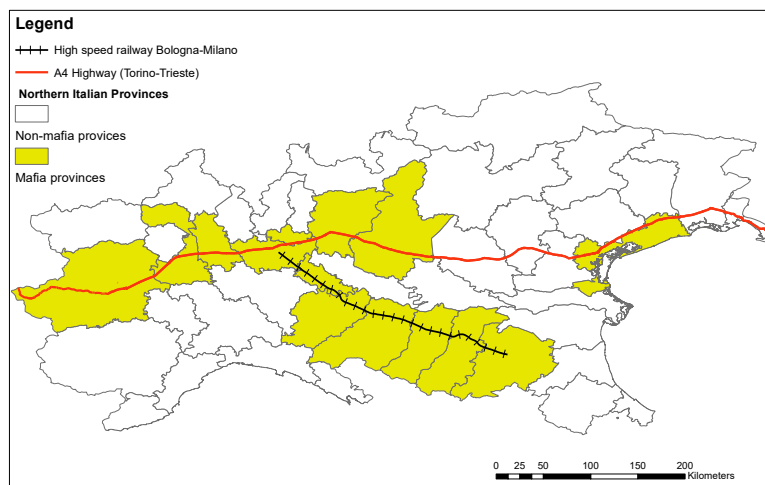 Legend
High speed railway Bologna-Milano
A4 Highway (Torino-Trieste)
Northern Italian Provinces
Non-mafia provices
Mafia provinces
0 25 50 100 150 200
Kilometers